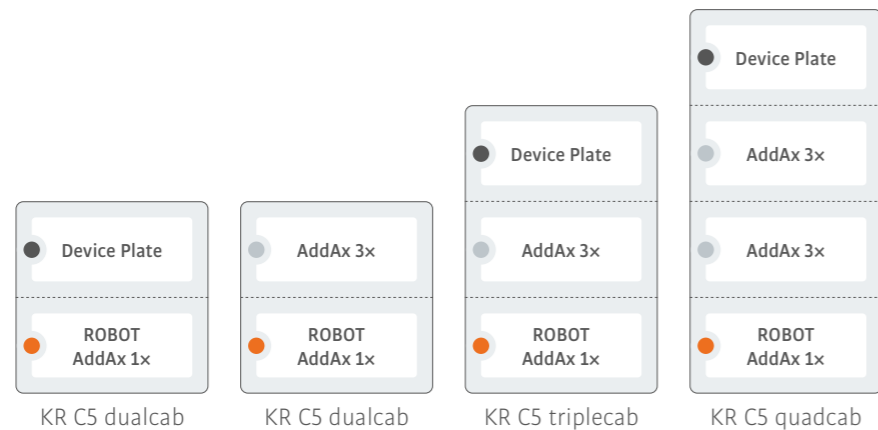 Device Plate
ROBOT
AddAx 1×
KR C5 dualcab
AddAx 3×
ROBOT
AddAx 1×
KR C5 dualcab
Device Plate
AddAx 3×
ROBOT
AddAx 1×
KR C5 triplecab
Device Plate
AddAx 3×
AddAx 3×
ROBOT
AddAx 1×
KR C5 quadcab